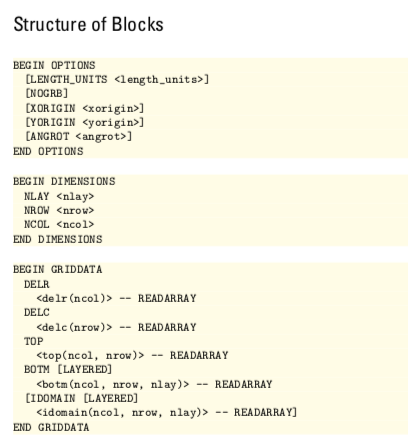 Structure of Blocks
BEGIN OPTIONS
[LENGTH_UNITS <length_units>]
[NOGRB]
[XORIGIN <xorigin>]
[YORIGIN <yorigin>]
[ANGROT <angrot>]
END OPTIONS
BEGIN DIMENSIONS
NLAY <nlay>
NROW <nrow>
NCOL <ncol>
END DIMENSIONS
BEGIN GRIDDATA
DELR
<delr(ncol)> -- READARRAY
DELC
<delc(nrow)> -- READARRAY
TOP
<top(ncol, nrow)> -- READARRAY
BOTM [LAYERED]
<botm(ncol, nrow, nlay)> -- READARRAY
[IDOMAIN [LAYERED]
<idomain(ncol, nrow, nlay)> -- READARRAY]
END GRIDDATA